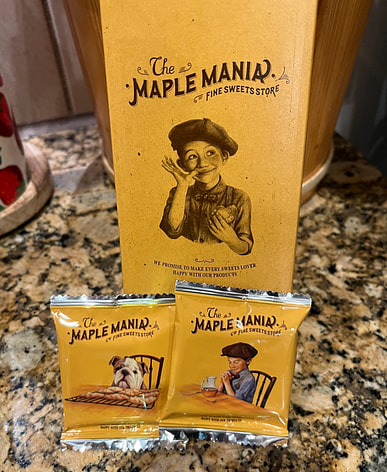 The
MAPLE MANIA
FINE SWEETS STORE
WE PROMISE TO MAKE EVERY SWEETS LOVER
HAPPY WITH OUR PRODUCTS
The
MAPLE MANIA
FINE SWEETS STORE
The
MAPLE MANIA
FINE SWEETS STORE